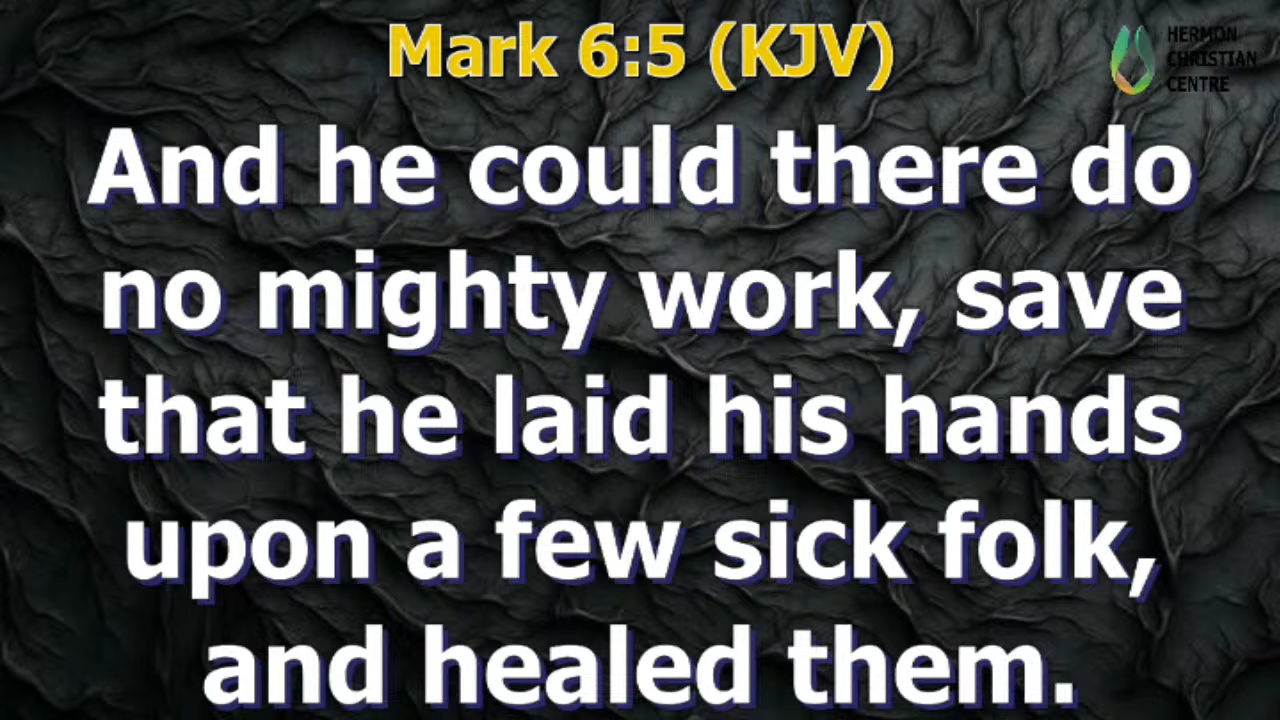 Mark 6:5 (KJV)
HERMON
CHRISTIAN
CENTRE
And he could there do
no mighty work, save
that he laid his hands
upon a few sick folk,
and healed them.